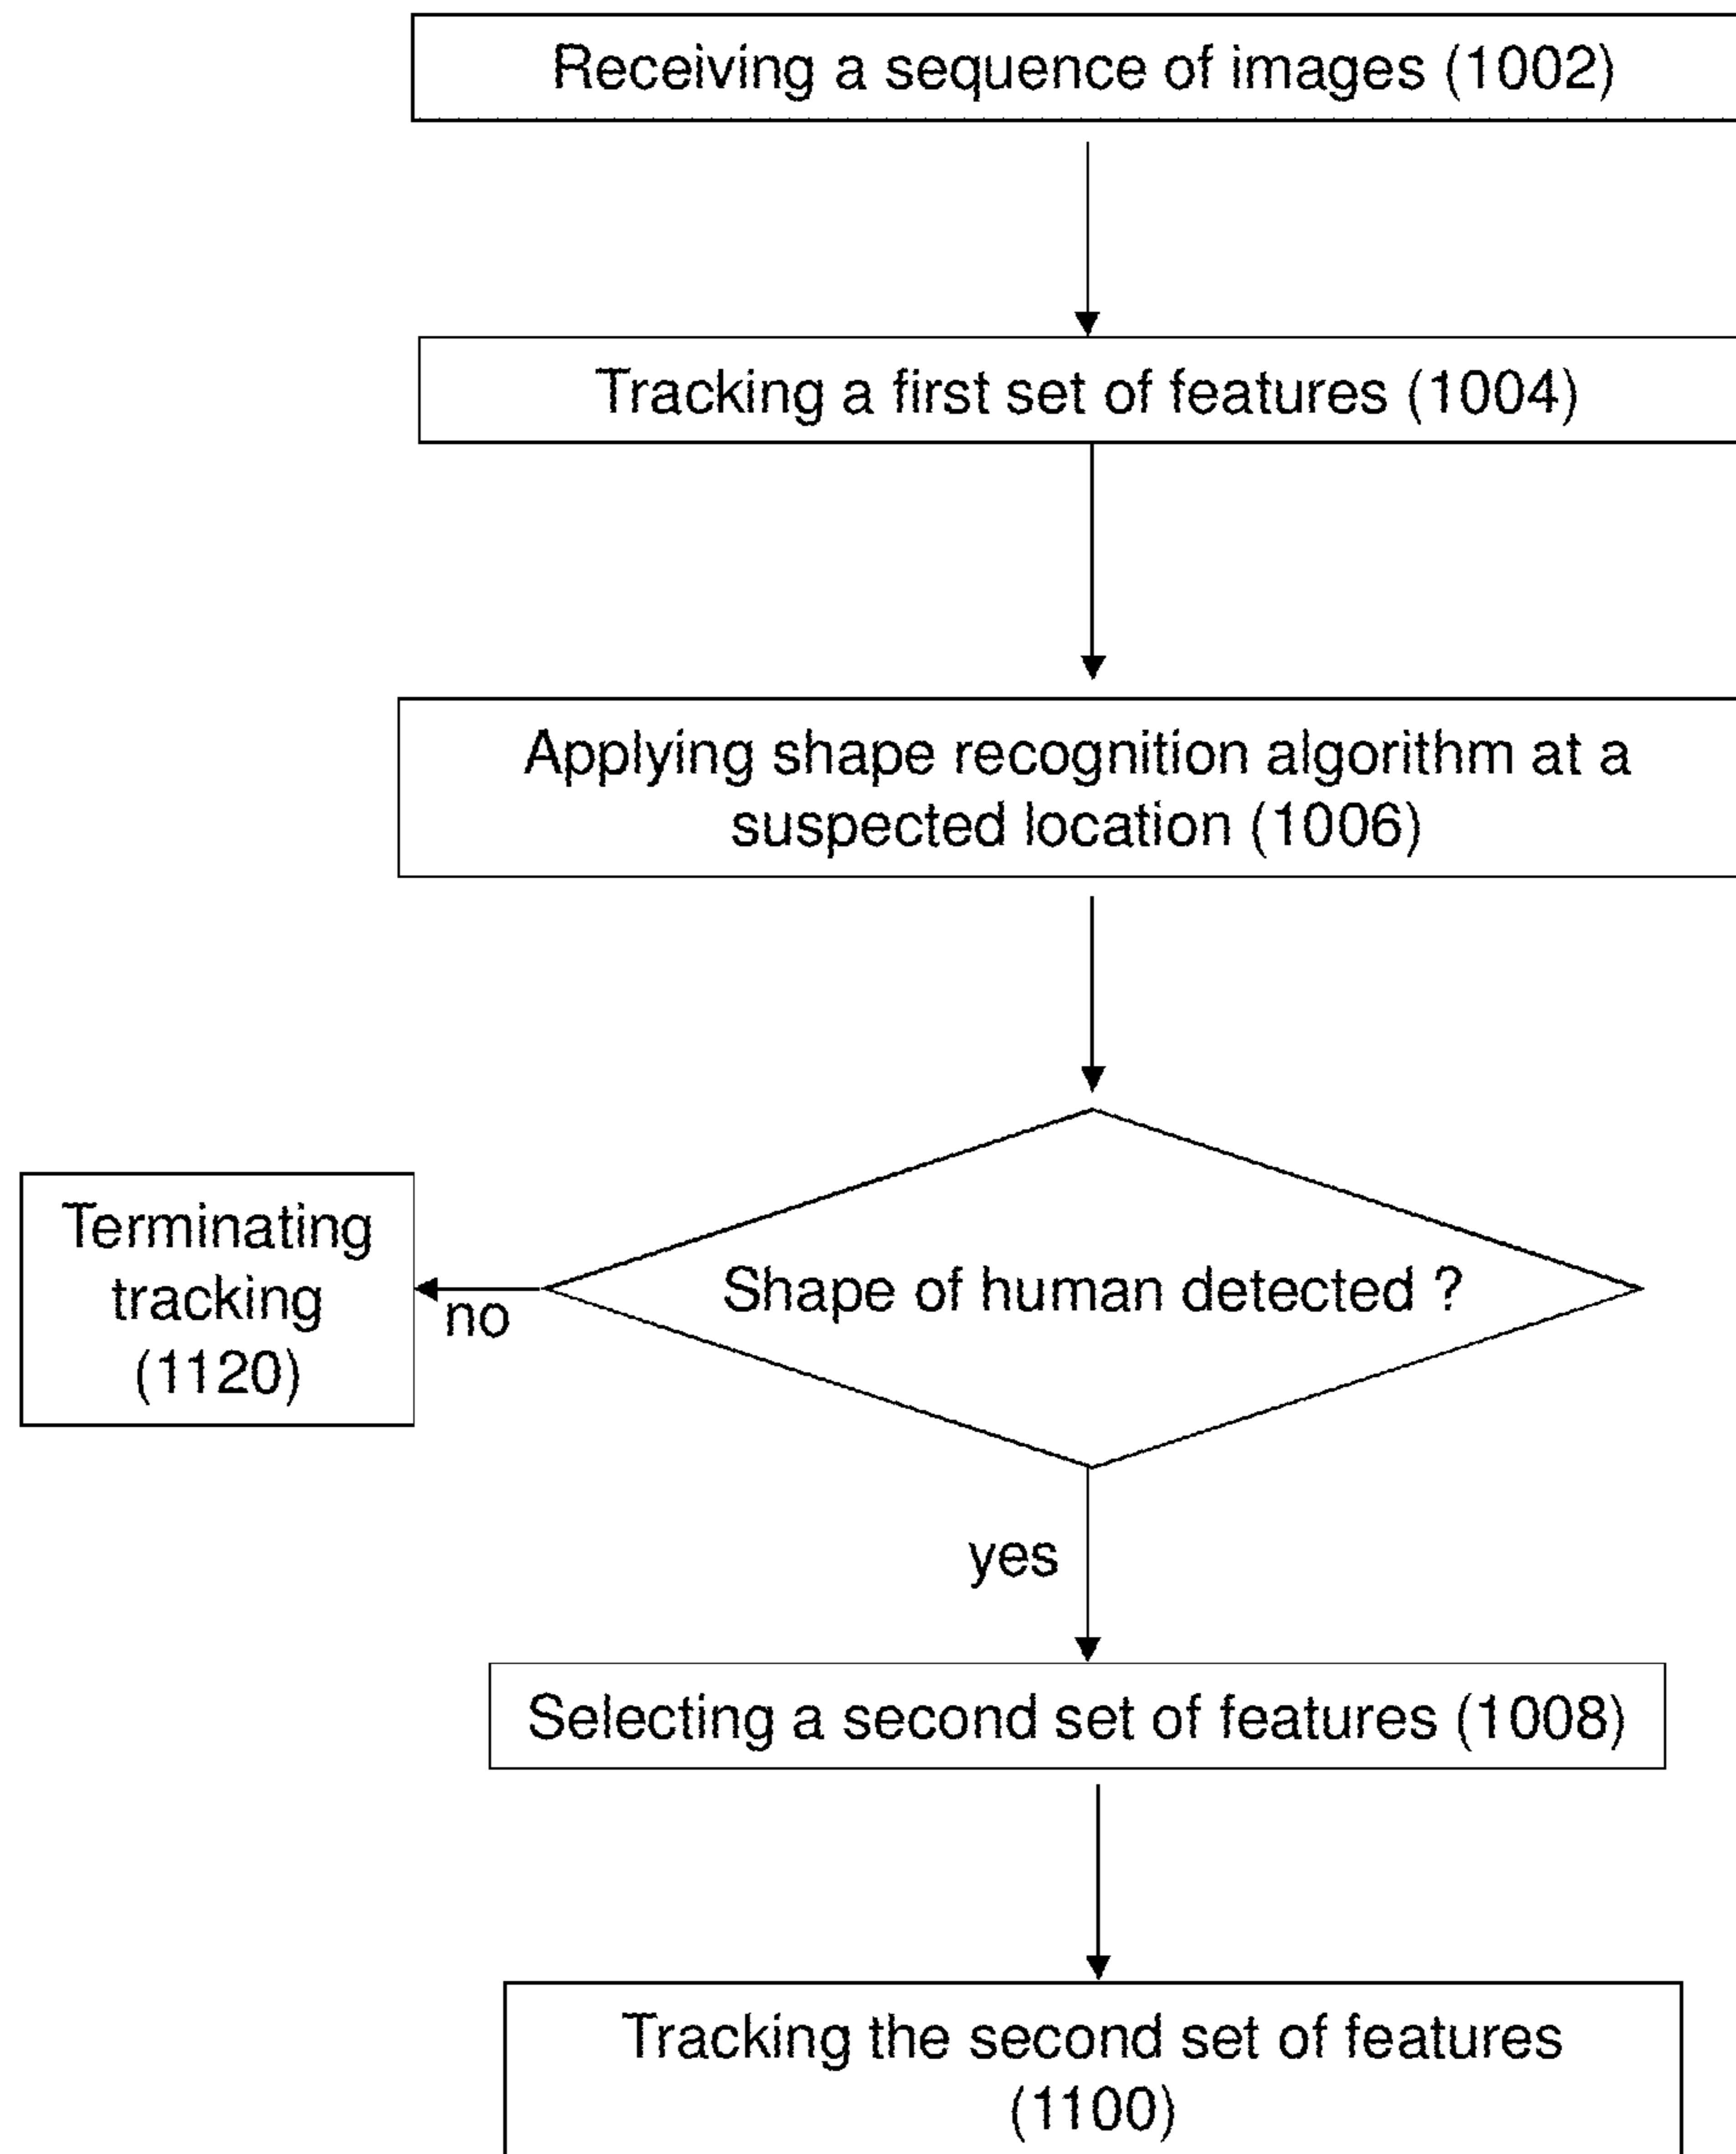 Receiving a sequence of images (1002)
Tracking a first set of features (1004)
Applying shape recognition algorithm at a
suspected location (1006)
Shape of human detected ?
no
Terminating
tracking
(1120)
yes
Selecting a second set of features (1008)
Tracking the second set of features
(1100)